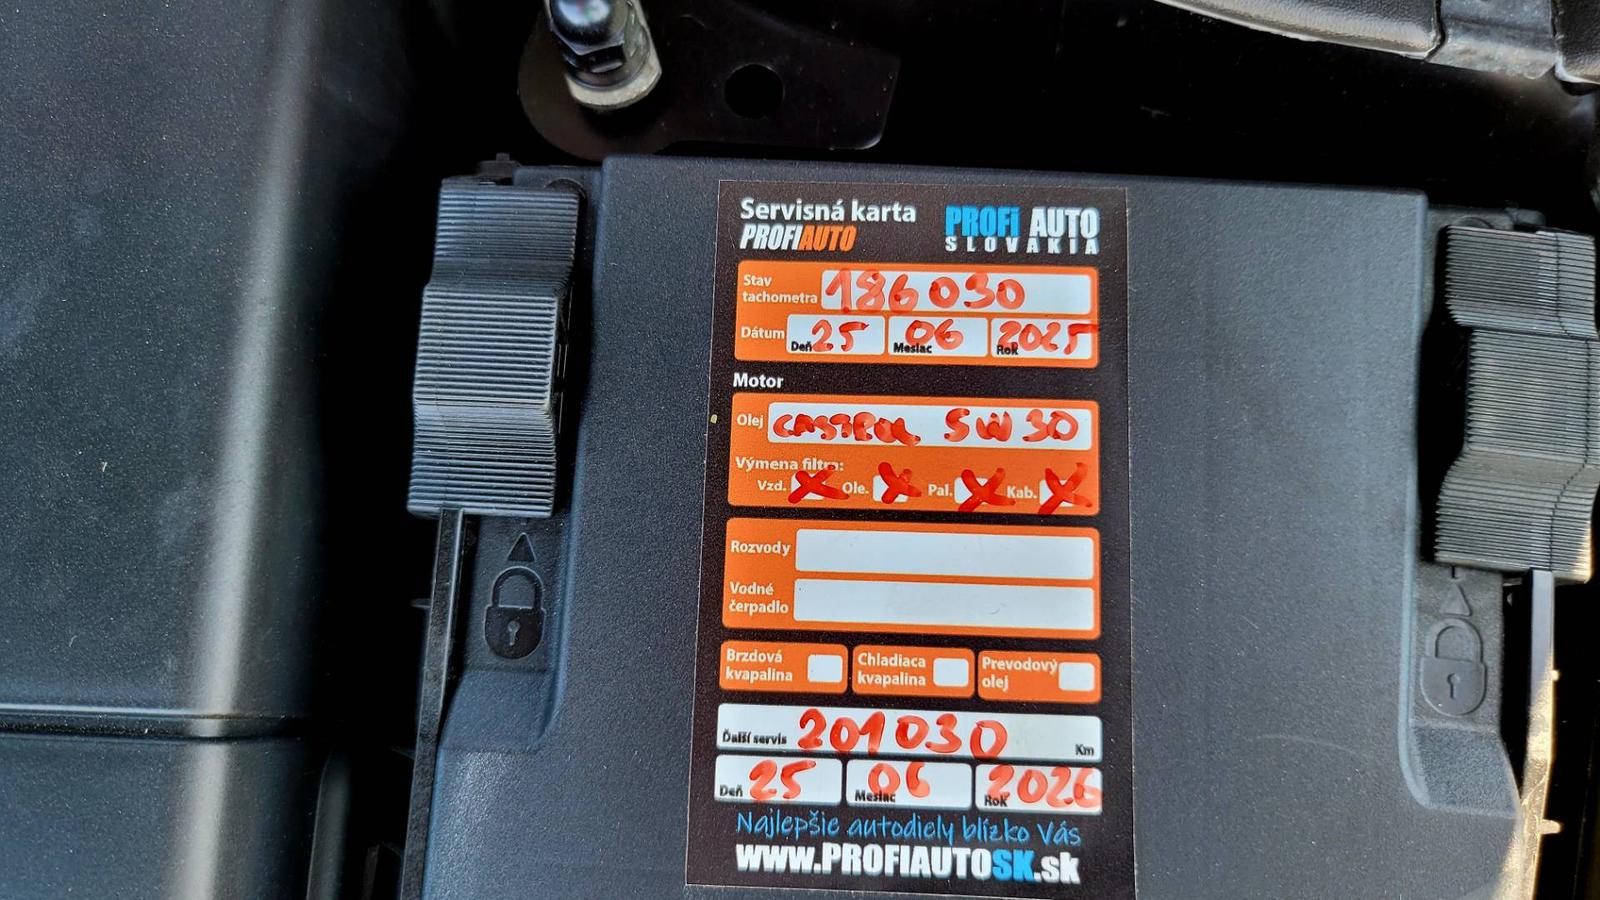 Servisná karta PROFi AUTO
PROFIAUTO SLOVAKIA
Stav tachometra 186030
Dátum Deň 25 Mesiac 06 Rok 2025
Motor
Olej CASTROL 5W30
Výmena filtra:
Vzd. X Ole. X Pal. X Kab. X
Rozvody
Vodné čerpadlo
Brzdová kvapalina Chladiaca kvapalina Prevodový olej
Ďalší servis 201030 Km
Deň 25 Mesiac 06 Rok 2026
Najlepšie autodiely blízko Vás
www.PROFIAUTOSK.sk